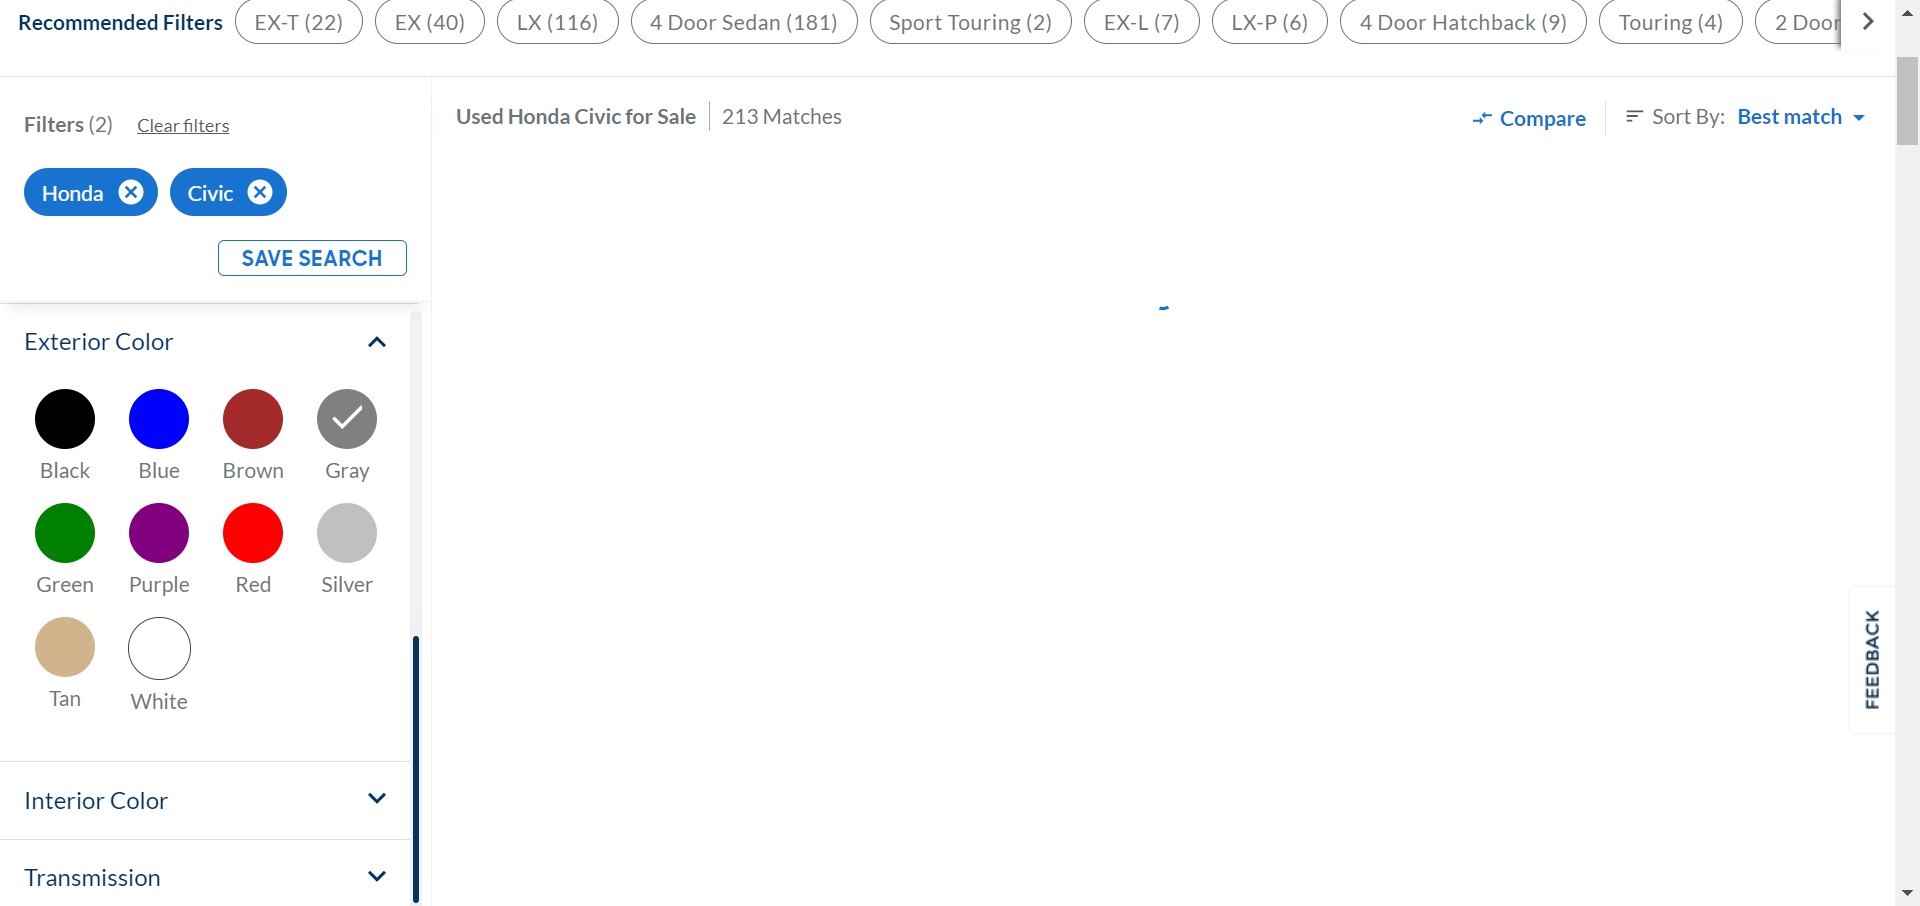 Recommended Filters
EX-T (22)
EX (40)
LX (116)
4 Door Sedan (181)
Sport Touring (2)
EX-L (7)
LX-P (6)
4 Door Hatchback (9)
Touring (4)
2 Door
Filters (2)
Clear filters
Honda
Civic
SAVE SEARCH
Used Honda Civic for Sale
213 Matches
Compare
Sort By: Best match
Exterior Color
Black
Blue
Brown
Gray
Green
Purple
Red
Silver
Tan
White
Interior Color
Transmission
FEEDBACK